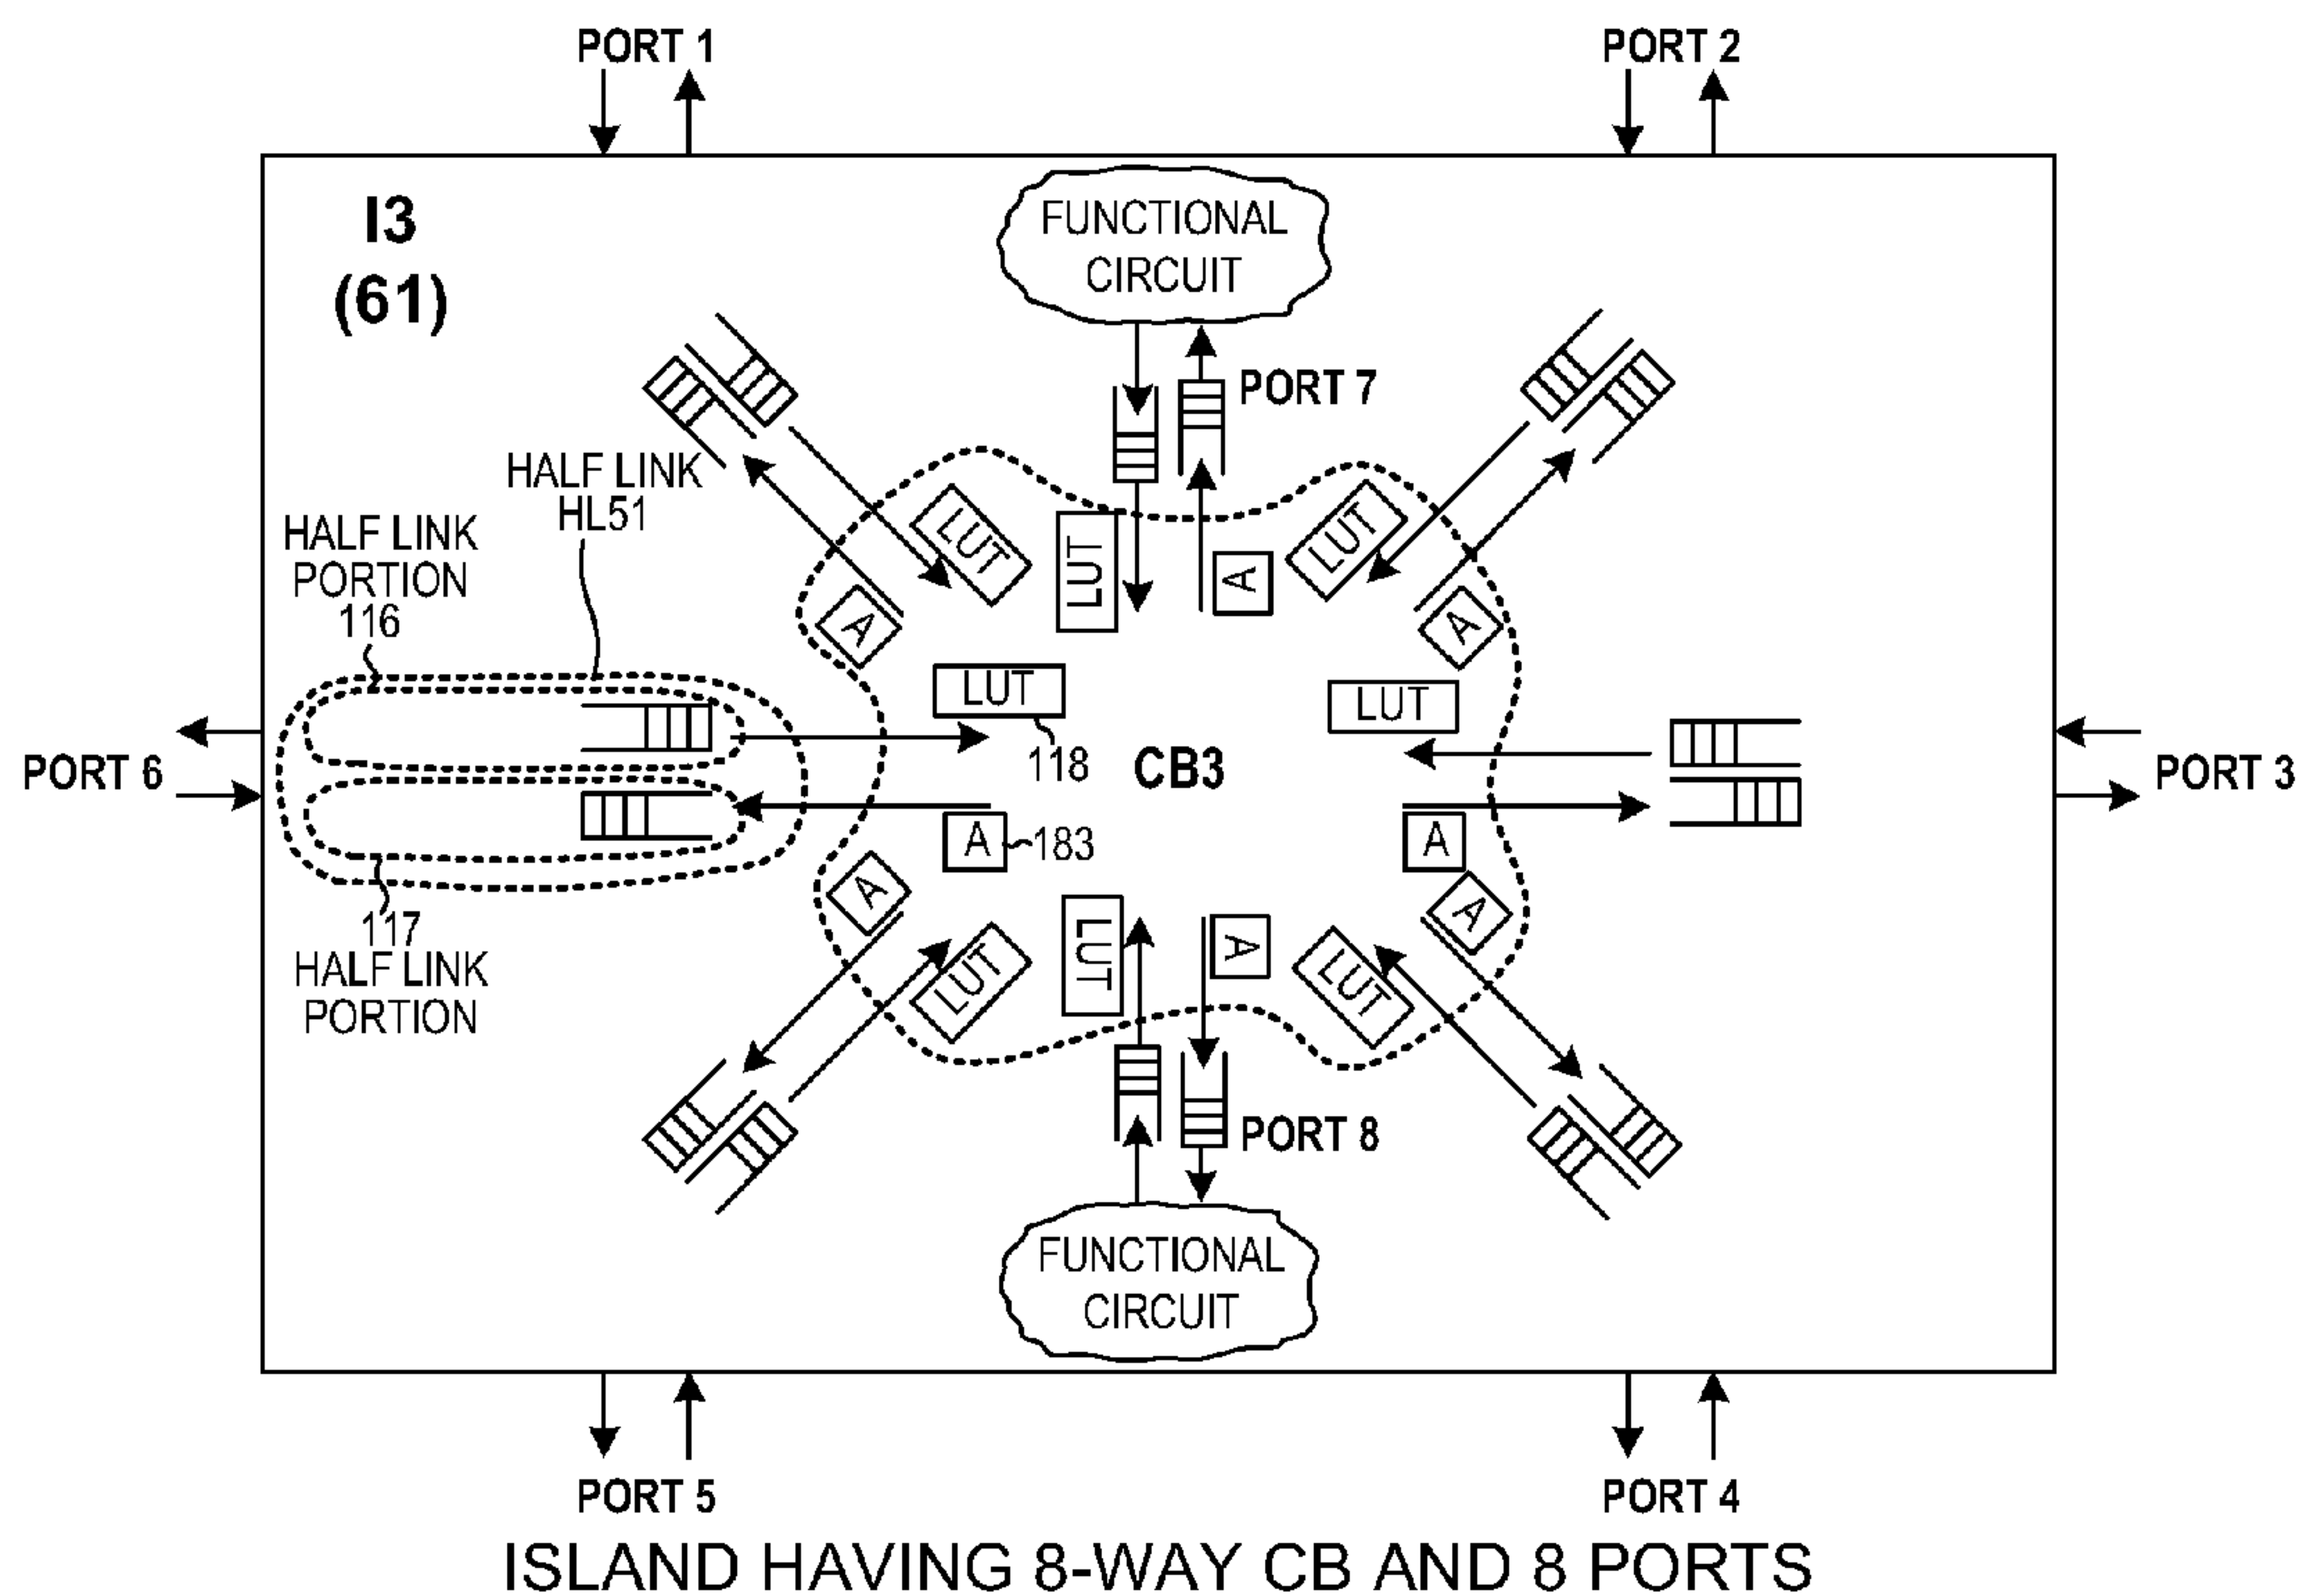 PORT 1
PORT 2
I3
(61)
FUNCTIONAL
CIRCUIT
PORT 7
HALF LINK
HL51
HALF LINK
PORTION
116
LUT
LUT
A
LUT
A
A
LUT
118
LUT
CB3
PORT 6
PORT 3
A
183
A
117
HALF LINK
PORTION
A
LUT
LUT
A
LUT
A
PORT 8
FUNCTIONAL
CIRCUIT
PORT 5
PORT 4
ISLAND HAVING 8-WAY CB AND 8 PORTS